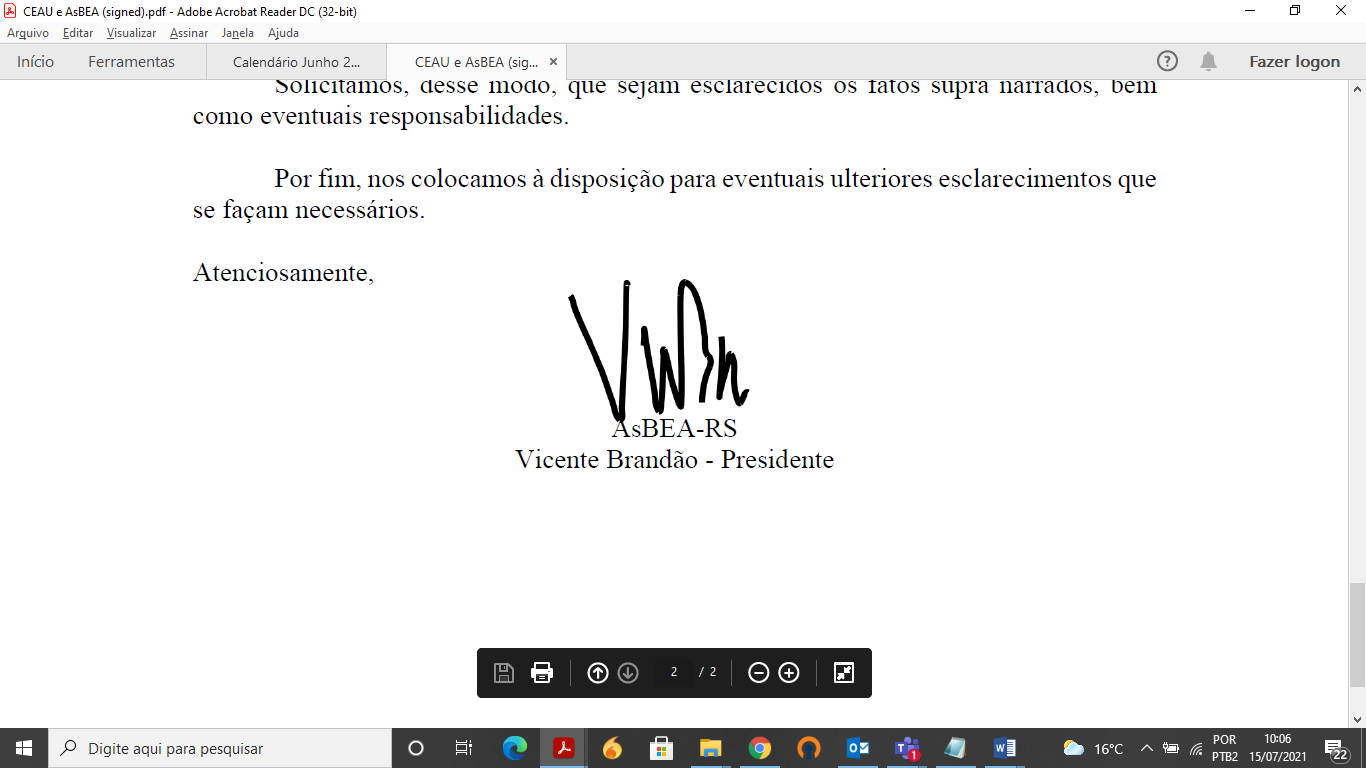 CEAU e AsBEA (signed).pdf - Adobe Acrobat Reader DC (32-bit)
Arquivo Editar Visualizar Assinar Janela Ajuda
Início Ferramentas Calendário Junho 2... CEAU e AsBEA (sig... Fazer logon
Solicitamos, desse modo, que sejam esclarecidos os fatos supra narrados, bem
como eventuais responsabilidades.
Por fim, nos colocamos à disposição para eventuais ulteriores esclarecimentos que
se façam necessários.
Atenciosamente,
AsBEA-RS
Vicente Brandão - Presidente
2 / 2
Digite aqui para pesquisar
1
16°C
POR
PTB2
10:06
15/07/2021
22